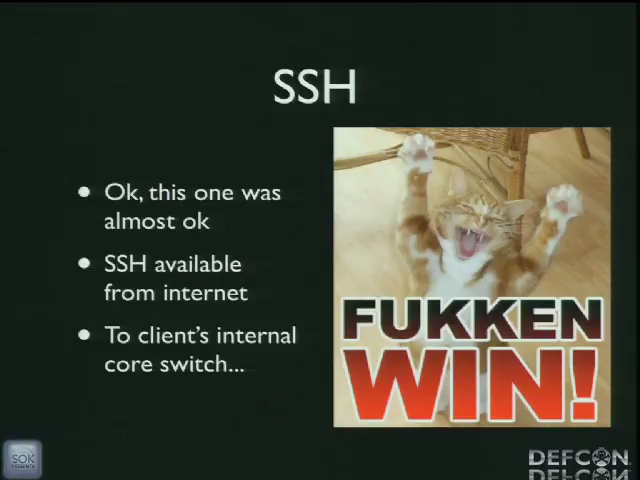 SSH
Ok, this one was
almost ok
SSH available
from internet
To client's internal
core switch...
FUKKEN
WIN!
SOK
DEFCON